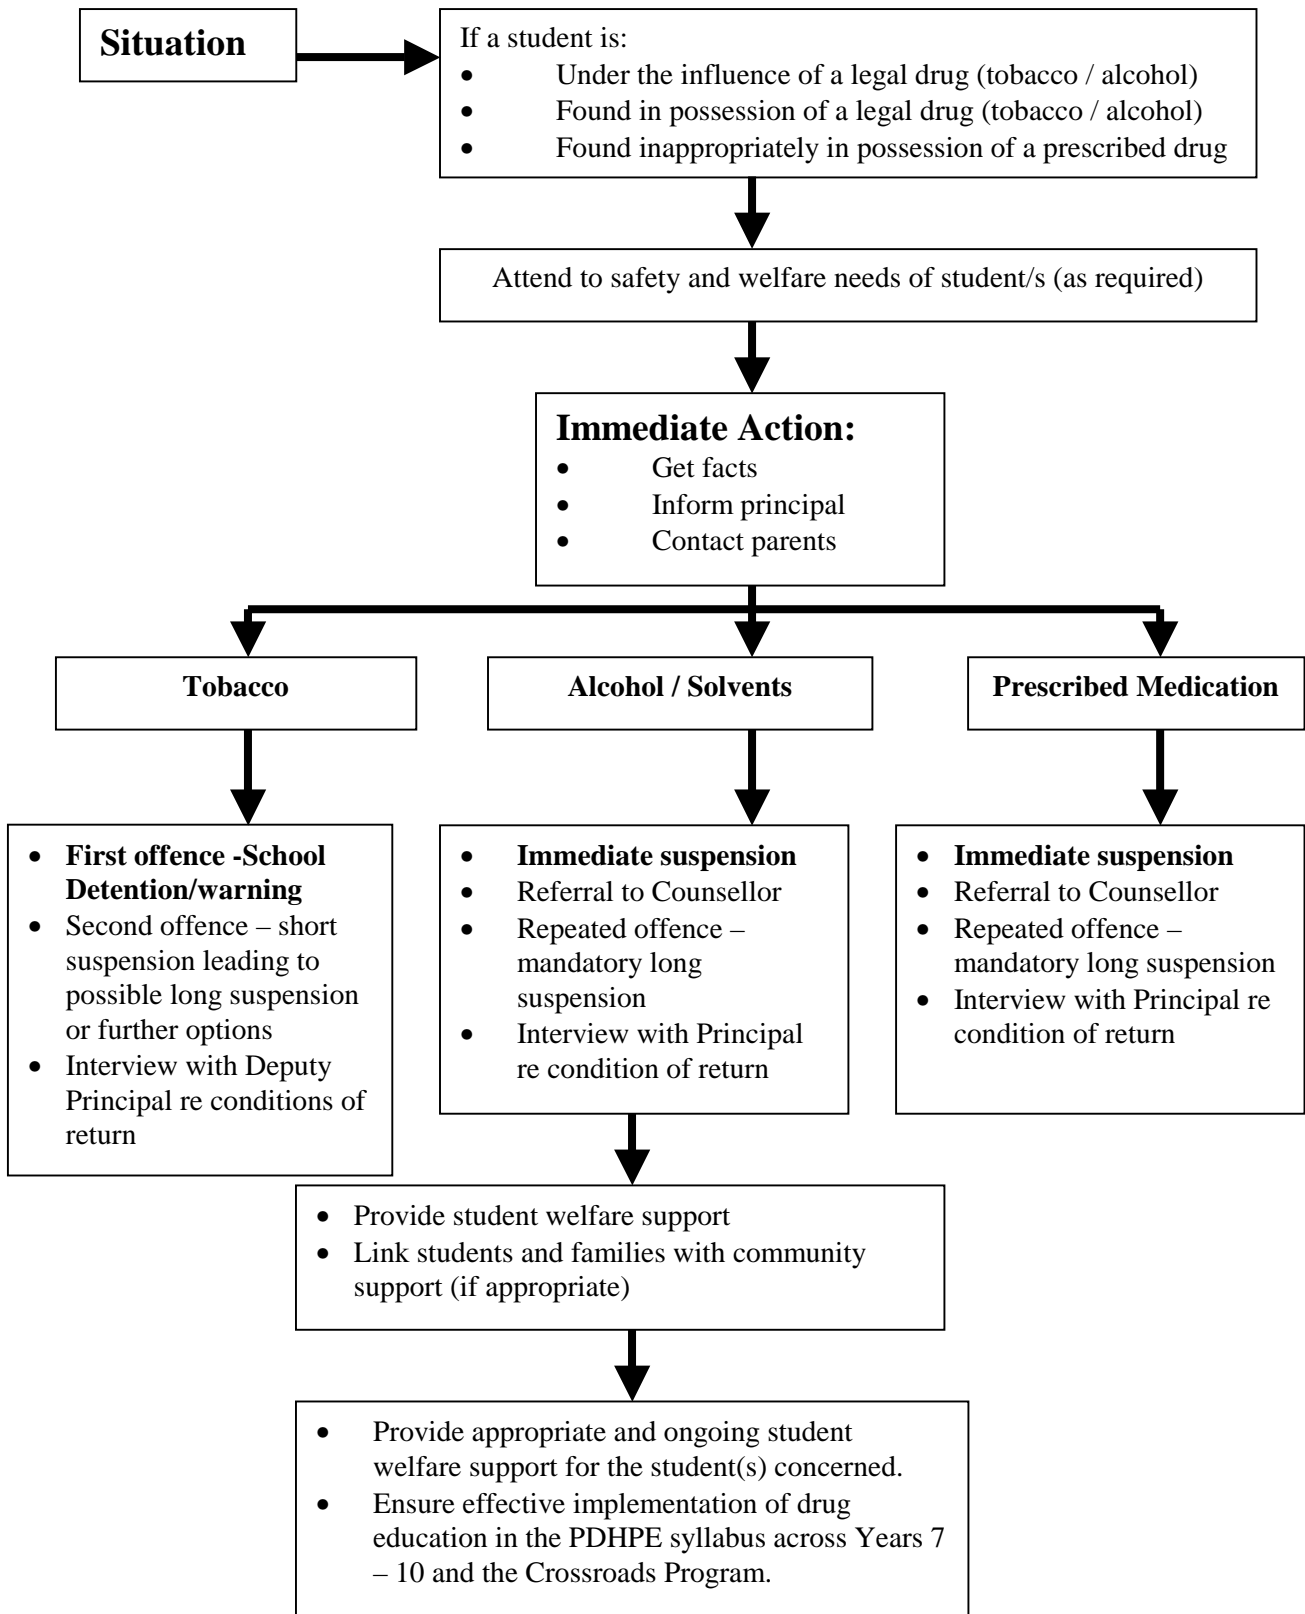 Situation
If a student is:
• Under the influence of a legal drug (tobacco / alcohol)
• Found in possession of a legal drug (tobacco / alcohol)
• Found inappropriately in possession of a prescribed drug
Attend to safety and welfare needs of student/s (as required)
Immediate Action:
• Get facts
• Inform principal
• Contact parents
Tobacco
Alcohol / Solvents
Prescribed Medication
• First offence -School
Detention/warning
• Second offence – short
suspension leading to
possible long suspension
or further options
• Interview with Deputy
Principal re conditions of
return
• Immediate suspension
• Referral to Counsellor
• Repeated offence –
mandatory long
suspension
• Interview with Principal
re condition of return
• Immediate suspension
• Referral to Counsellor
• Repeated offence –
mandatory long suspension
• Interview with Principal re
condition of return
• Provide student welfare support
• Link students and families with community
support (if appropriate)
• Provide appropriate and ongoing student
welfare support for the student(s) concerned.
• Ensure effective implementation of drug
education in the PDHPE syllabus across Years 7
– 10 and the Crossroads Program.